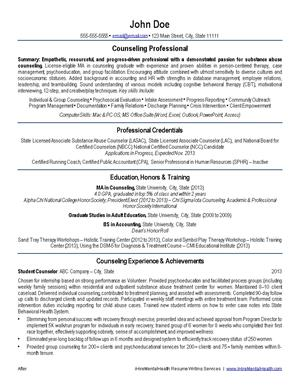 John Doe
555-555-5555 • email@email.com • 123 Main Street, City, State 11111
Counseling Professional
Summary: Empathetic, resourceful, and progress-driven professional with a demonstrated passion for substance abuse
counseling. License-eligible MA in counseling graduate with experience and proven abilities in person-centered therapy, case
management, psychoeducation, and group facilitation. Encouraging attitude combined with utmost sensitivity to diverse cultures and
socioeconomic statuses. Added background in accounting and HR with strengths in database management, employee relations,
leadership, and training. Sound understanding of various models including cognitive behavioral therapy (CBT), motivational
interviewing, 12 step, and client/discipline techniques. Key skills include:
Individual & Group Counseling • Psychosocial Evaluation • Intake Assessment • Progress Reporting • Community Outreach
Program Management • Documentation • Family Relations • Discharge Planning • Crisis Intervention • Client Empowerment
Computer Skills: Mac & PC OS, MS Office Suite (Word, Excel, Outlook, PowerPoint, Access)
Professional Credentials
State Licensed Associate Substance Abuse Counselor (LASAC), State Licensed Associate Counselor (LAC), and National Board for
Certified Counselors (NBCC) National Certified Counselor (NCC) Candidate
Applications in Progress, Expected Nov. 2013
Certified Running Coach, Certified Public Accountant (CPA), Senior Professional in Human Resources (SPHR) – Inactive
Education, Honors & Training
MA in Counseling, State University, City, State (2013)
4.0 GPA, graduated in top 5% of class and within 2 years
Alpha Chi National College Honor Society, President Elect (2012 to 2013) – Chi Sigma Iota Counseling Academic & Professional
Honor Society International
Graduate Studies in Adult Education, State University, City, State (2008 to 2009)
BS in Accounting, State University, City, State
Dean's Honor Roll
Sand Tray Therapy Workshops – Holistic Training Center (2012 to 2013), Color and Symbol Play Therapy Workshop – Holistic Training
Center (2013), Using the DSM5 for Diagnosis & Treatment Course – CMI Educational Institute (2013)
Counseling Experience & Achievements
Student Counselor ABC Company – City, State 2013
Chosen for internship based on strong performance as Volunteer. Provided psychoeducation and facilitated process groups (including
weekly family sessions) within residential and outpatient substance abuse treatment center for women. Maintained 8–10 client
caseload. Delivered individual counseling, contributed to treatment planning, and assisted with assessments. Completed 90-day follow
up calls to discharged clients and updated records. Participated in weekly staff meetings with entire treatment team. Performed crisis
intervention duties including reporting for child abuse cases. Trained new student interns on how to enter case notes into State
Behavioral Health System.
• Stemming from personal success with recovery through exercise; presented idea and achieved approval from Program Director to
implement 5K walk/run program for individuals in early recovery; trained group of 6 women for 8 weeks who completed their first
race together, effectively supporting sobriety, sense of accomplishment, and improved wellness.
• Eliminated year-long backlog of follow ups in 8 months and designed system to efficiently track recovery status of 250 women
• Provided group counseling for 200+ clients and psychoeducational services for 200+ clients and 75+ family members within 8-
month tenure.
After iHireMentalHealth Resume Writing Services | www.iHireMentalHealth.com